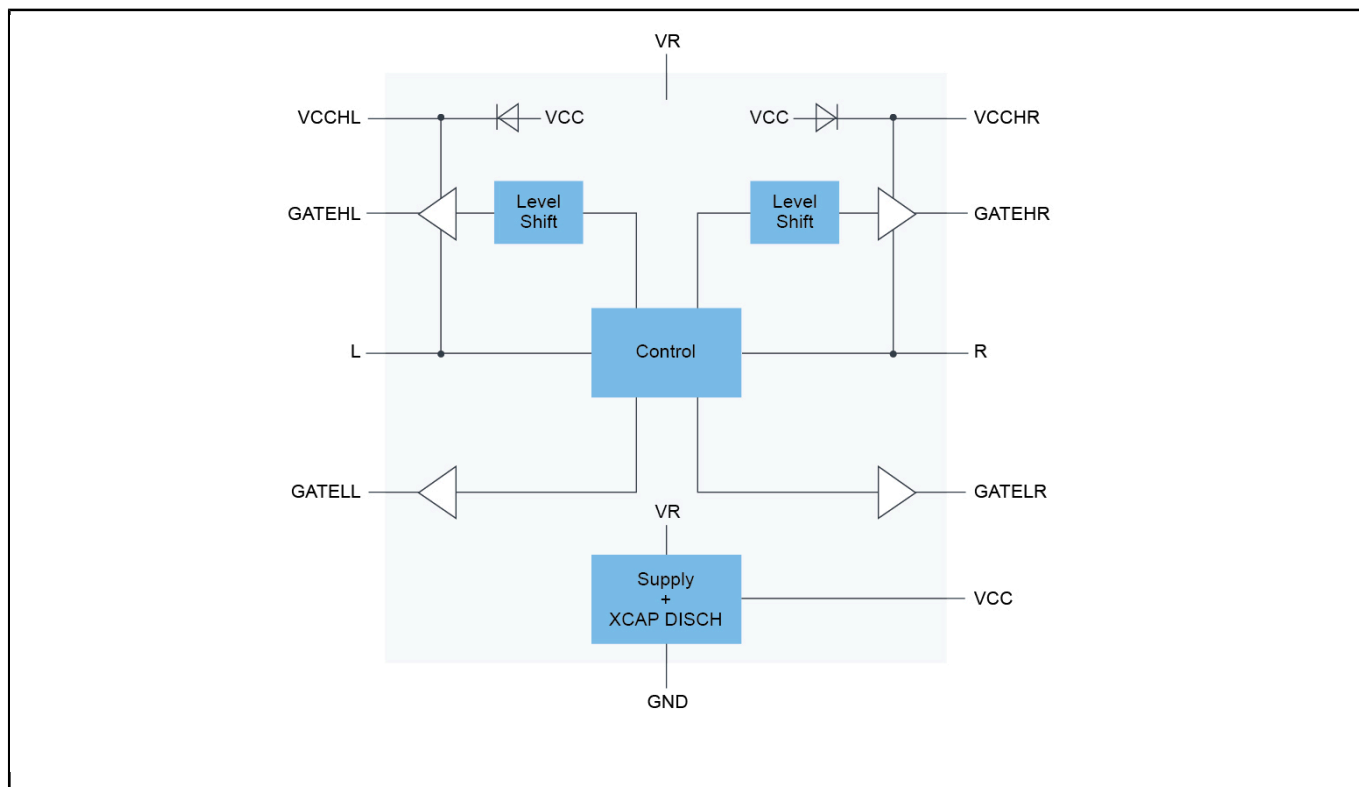 VR
VCCHL
VCC
VCC
VCCHR
GATEHL
Level
Shift
Level
Shift
GATEHR
L
Control
R
GATELL
GATELR
VR
Supply
+
XCAP DISCH
VCC
GND